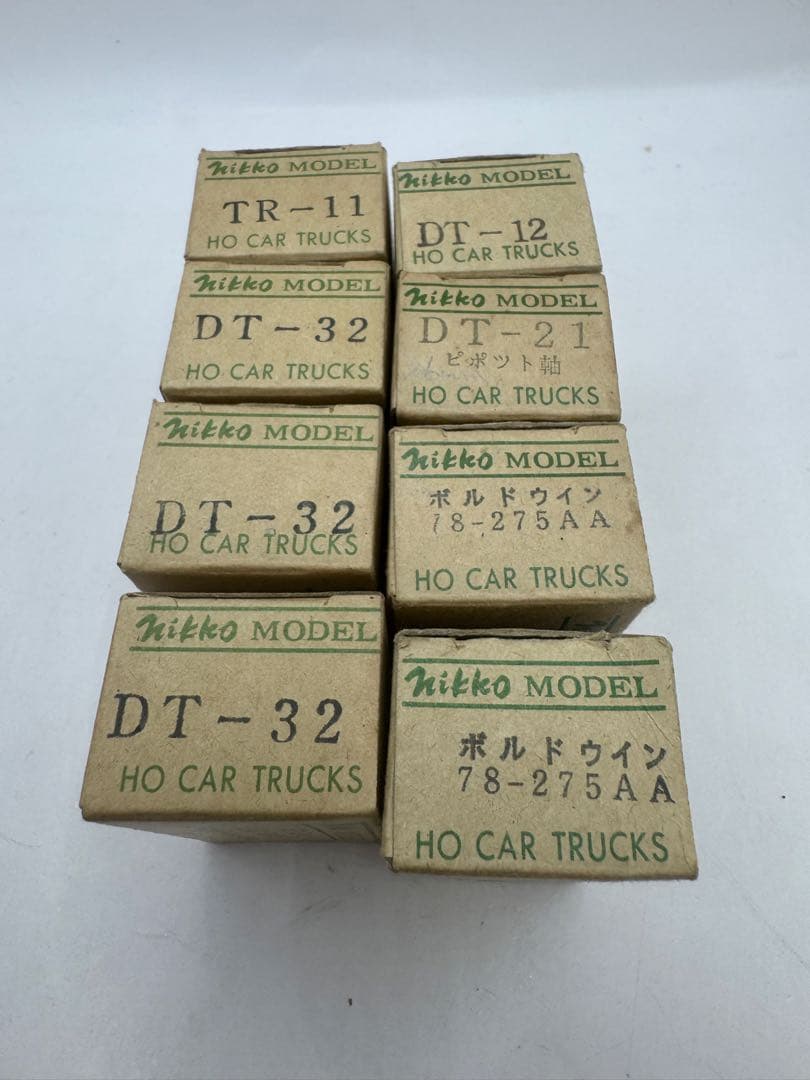 Nikko MODEL
TR-11
HO CAR TRUCKS
Nikko MODEL
DT-12
HO CAR TRUCKS
Nikko MODEL
DT-32
HO CAR TRUCKS
Nikko MODEL
DT-21
ピポット軸
HO CAR TRUCKS
Nikko MODEL
DT-32
HO CAR TRUCKS
Nikko MODEL
ボルドウイン
78-275AA
HO CAR TRUCKS
Nikko MODEL
DT-32
HO CAR TRUCKS
Nikko MODEL
ボルドウイン
78-275AA
HO CAR TRUCKS